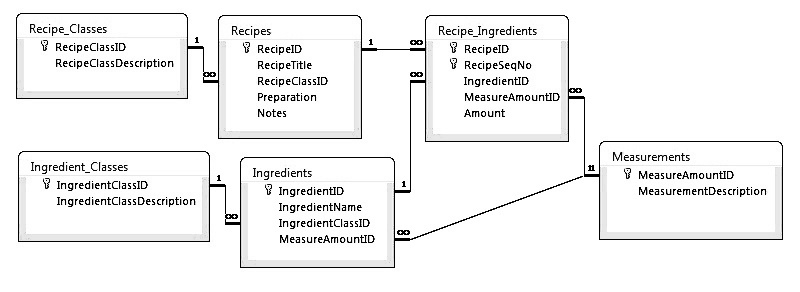 Recipe_Classes
RecipeClassID
RecipeClassDescription
1
∞
Recipes
RecipeID
RecipeTitle
RecipeClassID
Preparation
Notes
1
∞
Recipe_Ingredients
RecipeID
RecipeSeqNo
IngredientID
MeasureAmountID
Amount
∞
∞
Ingredient_Classes
IngredientClassID
IngredientClassDescription
1
∞
Ingredients
IngredientID
IngredientName
IngredientClassID
MeasureAmountID
1
∞
Measurements
MeasureAmountID
MeasurementDescription
11